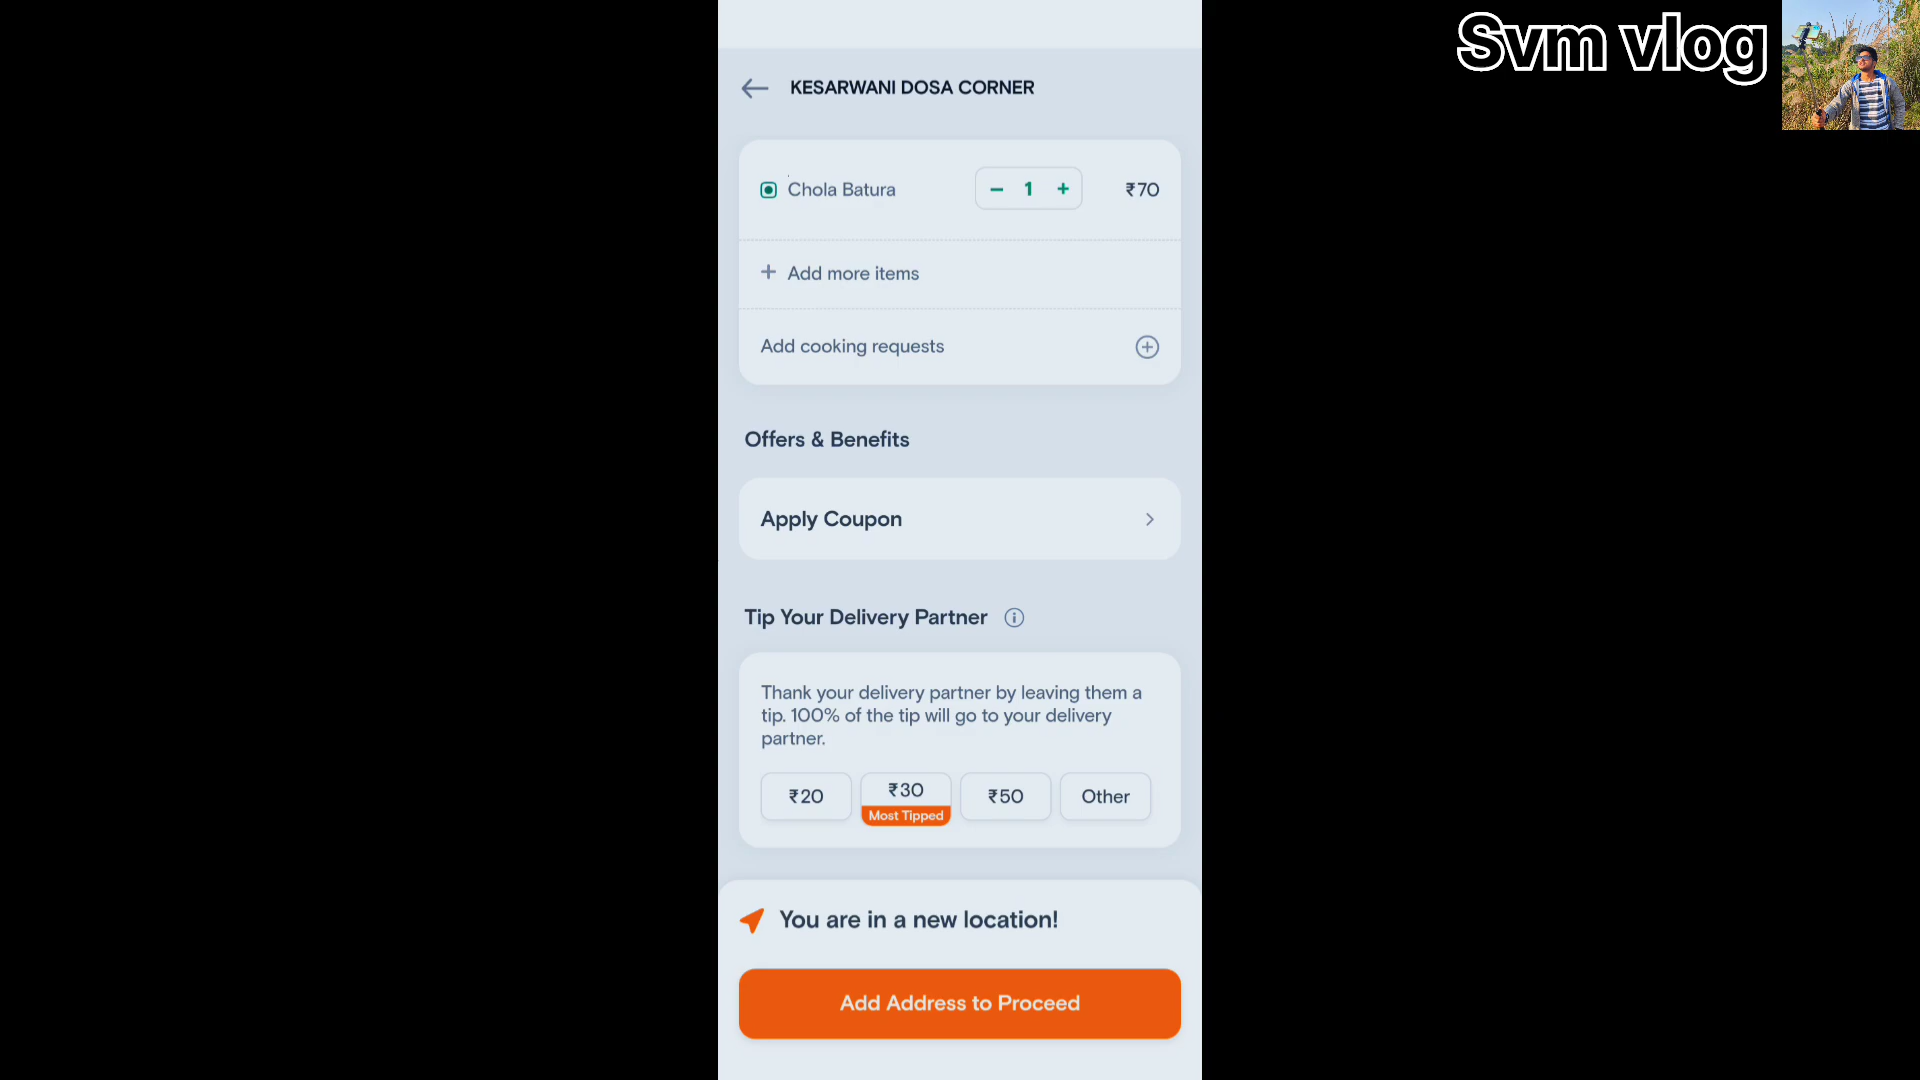 Svm vlog
KESARWANI DOSA CORNER
Chola Batura − 1 + ₹70
+ Add more items
Add cooking requests
Offers & Benefits
Apply Coupon
Tip Your Delivery Partner
Thank your delivery partner by leaving them a
tip. 100% of the tip will go to your delivery
partner.
₹20 ₹30 ₹50 Other
Most Tipped
You are in a new location!
Add Address to Proceed